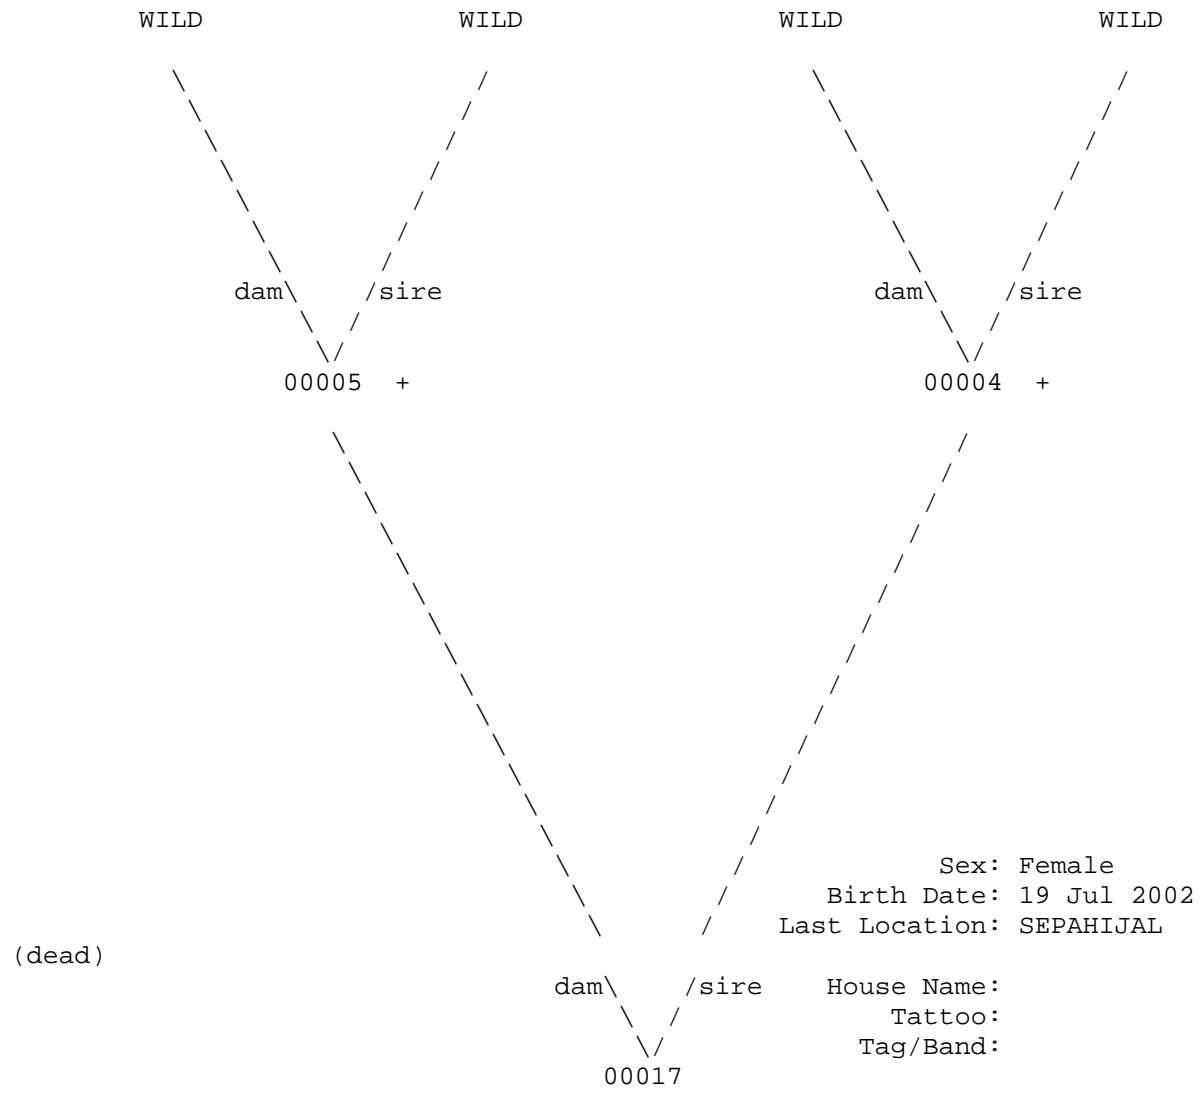 WILD WILD WILD WILD
dam\ /sire dam\ /sire
00005 + 00004 +
Sex: Female
Birth Date: 19 Jul 2002
Last Location: SEPAHIJAL
(dead)
dam\ /sire House Name:
Tattoo:
Tag/Band:
00017